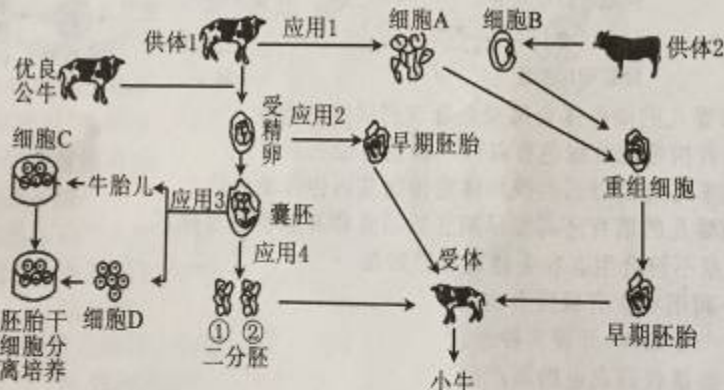 供体1
应用1
细胞A
细胞B
供体2
优良
公牛
受
精
卵
应用2
早期胚胎
重组细胞
细胞C
牛胎儿
应用3
囊胚
应用4
受体
胚胎干
细胞分
离培养
细胞D
① ②
二分胚
早期胚胎
小牛